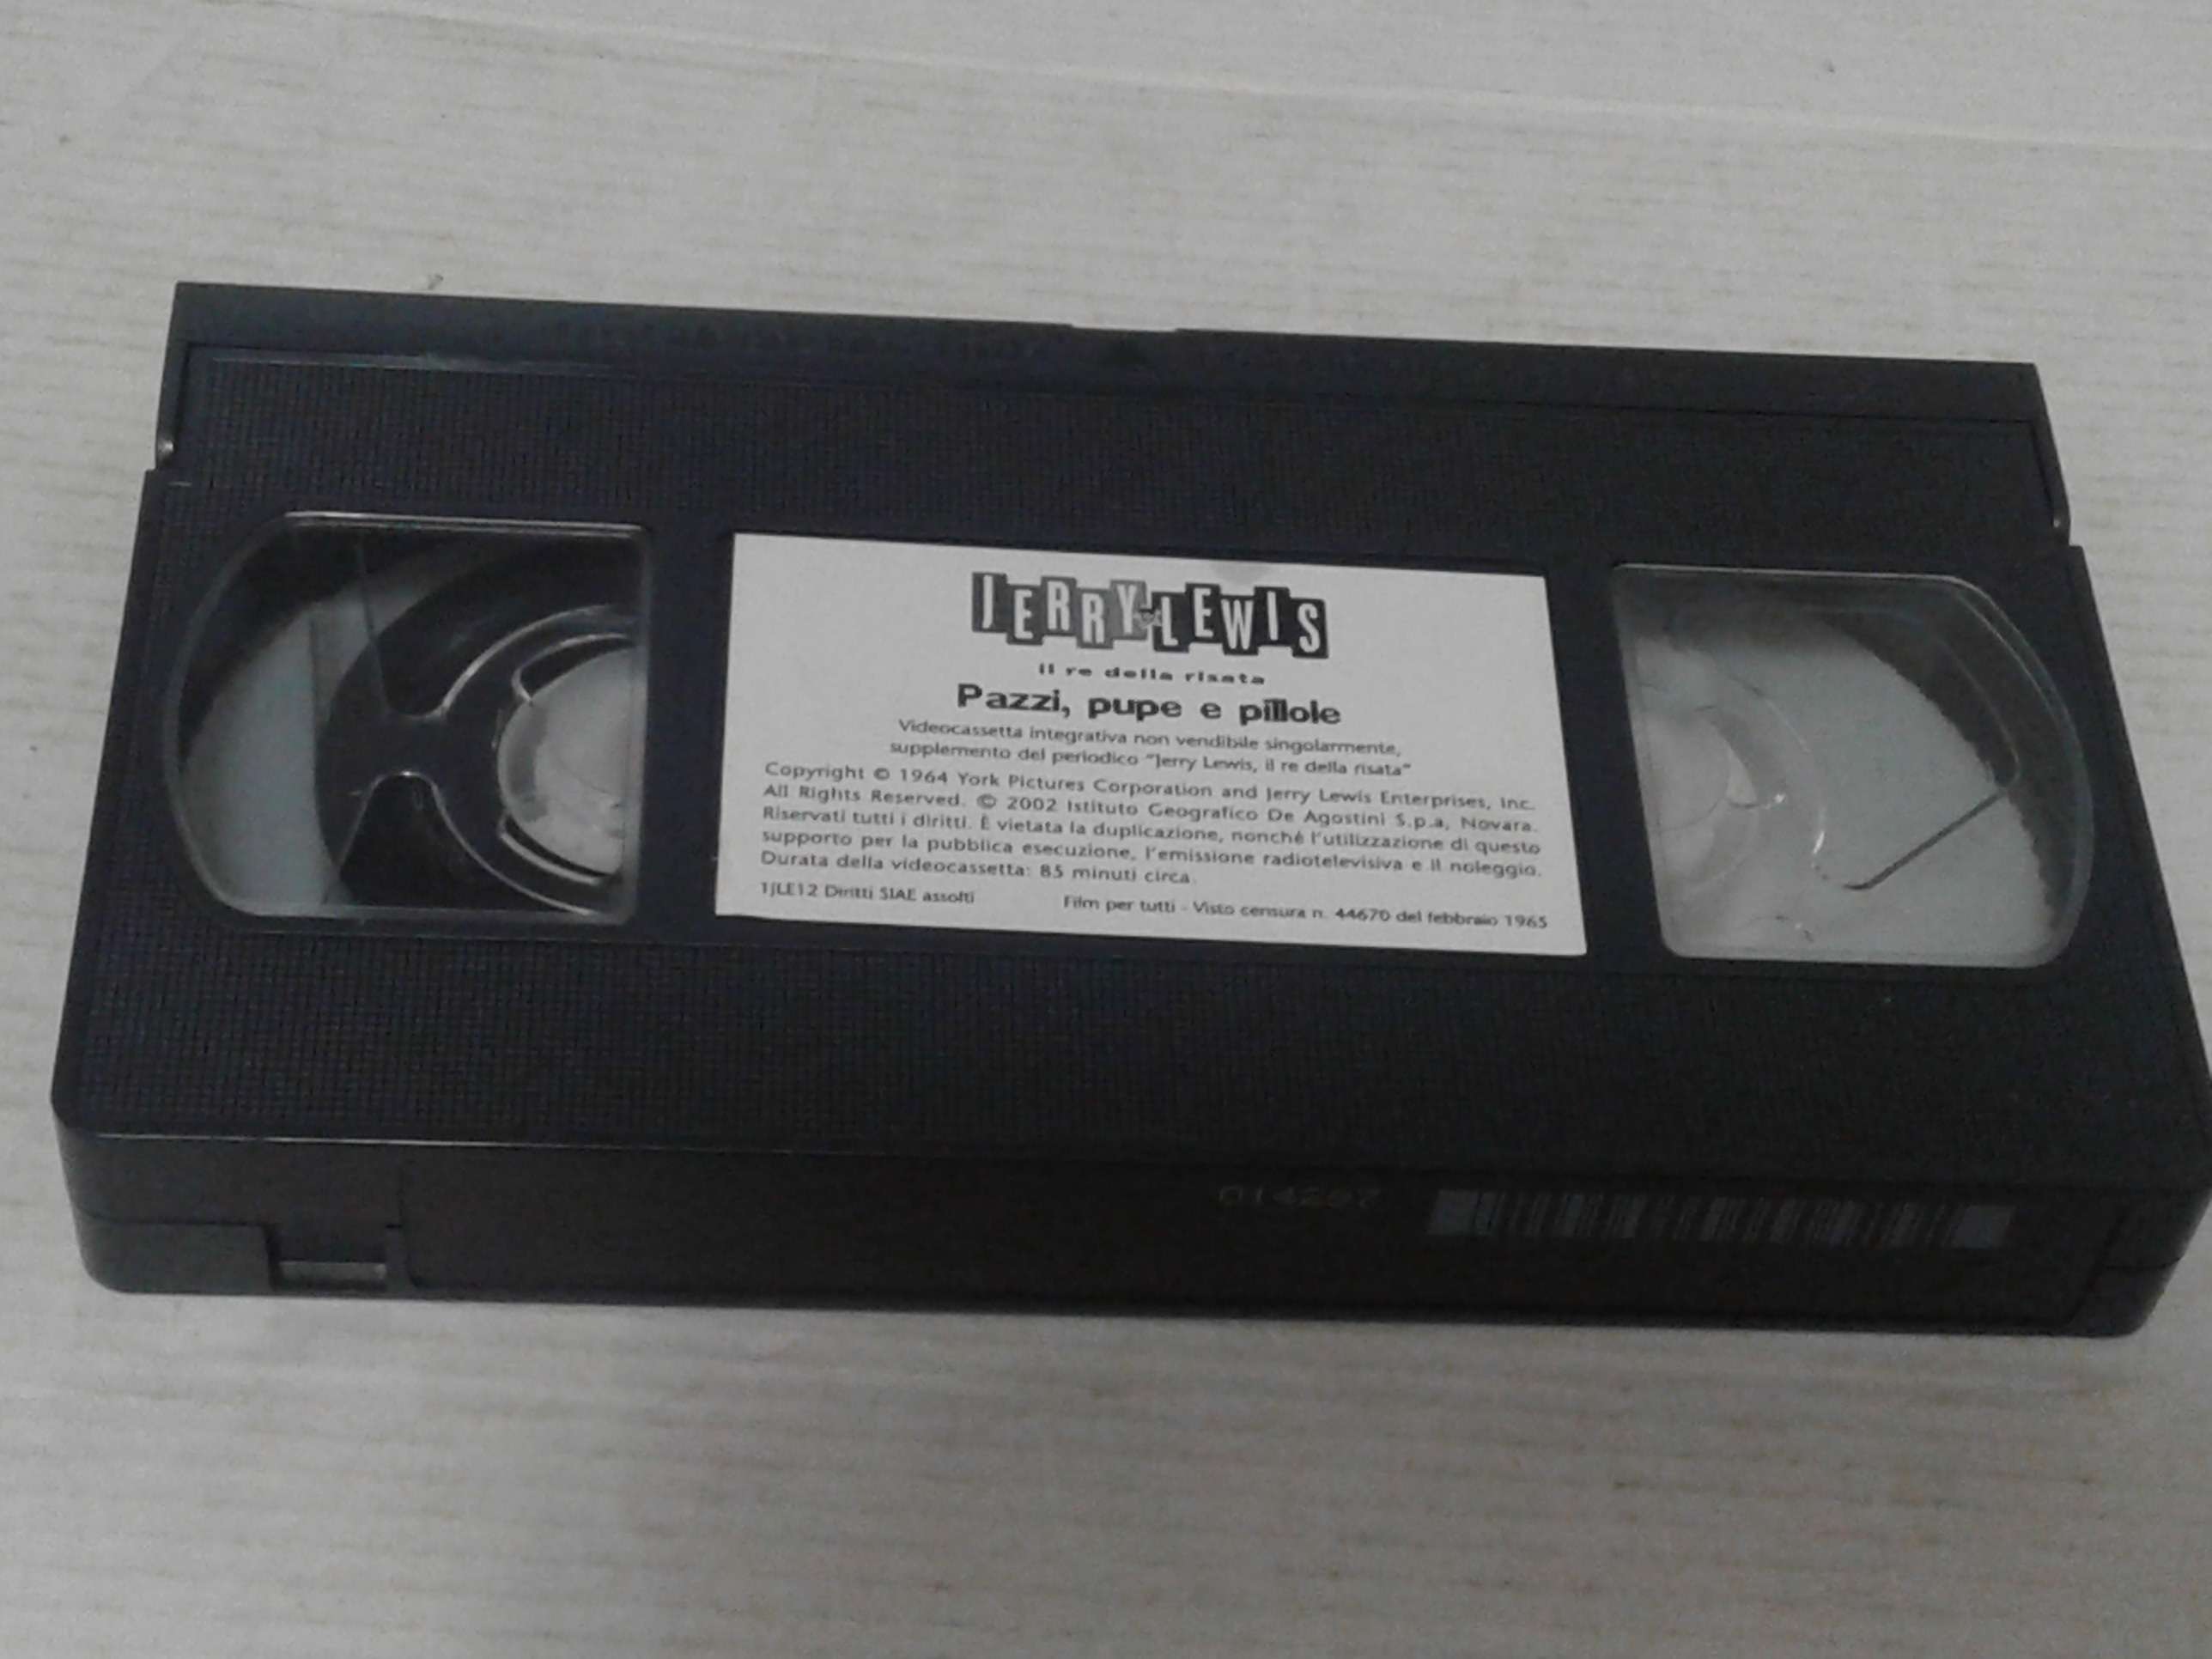 JERRY LEWIS
il re della risata
Pazzi, pupe e pillole
Videocassetta integrativa non vendibile singolarmente,
supplemento del periodico "Jerry Lewis, il re della risata"
Copyright © 1964 York Pictures Corporation and Jerry Lewis Enterprises, Inc.
All Rights Reserved. © 2002 Istituto Geografico De Agostini S.p.a, Novara.
Riservati tutti i diritti. È vietata la duplicazione, nonché l'utilizzazione di questo
supporto per la pubblica esecuzione, l'emissione radiotelevisiva e il noleggio.
Durata della videocassetta: 85 minuti circa.
1JLE12 Diritti SIAE assolti Film per tutti - Visto censura n. 44670 del febbraio 1965